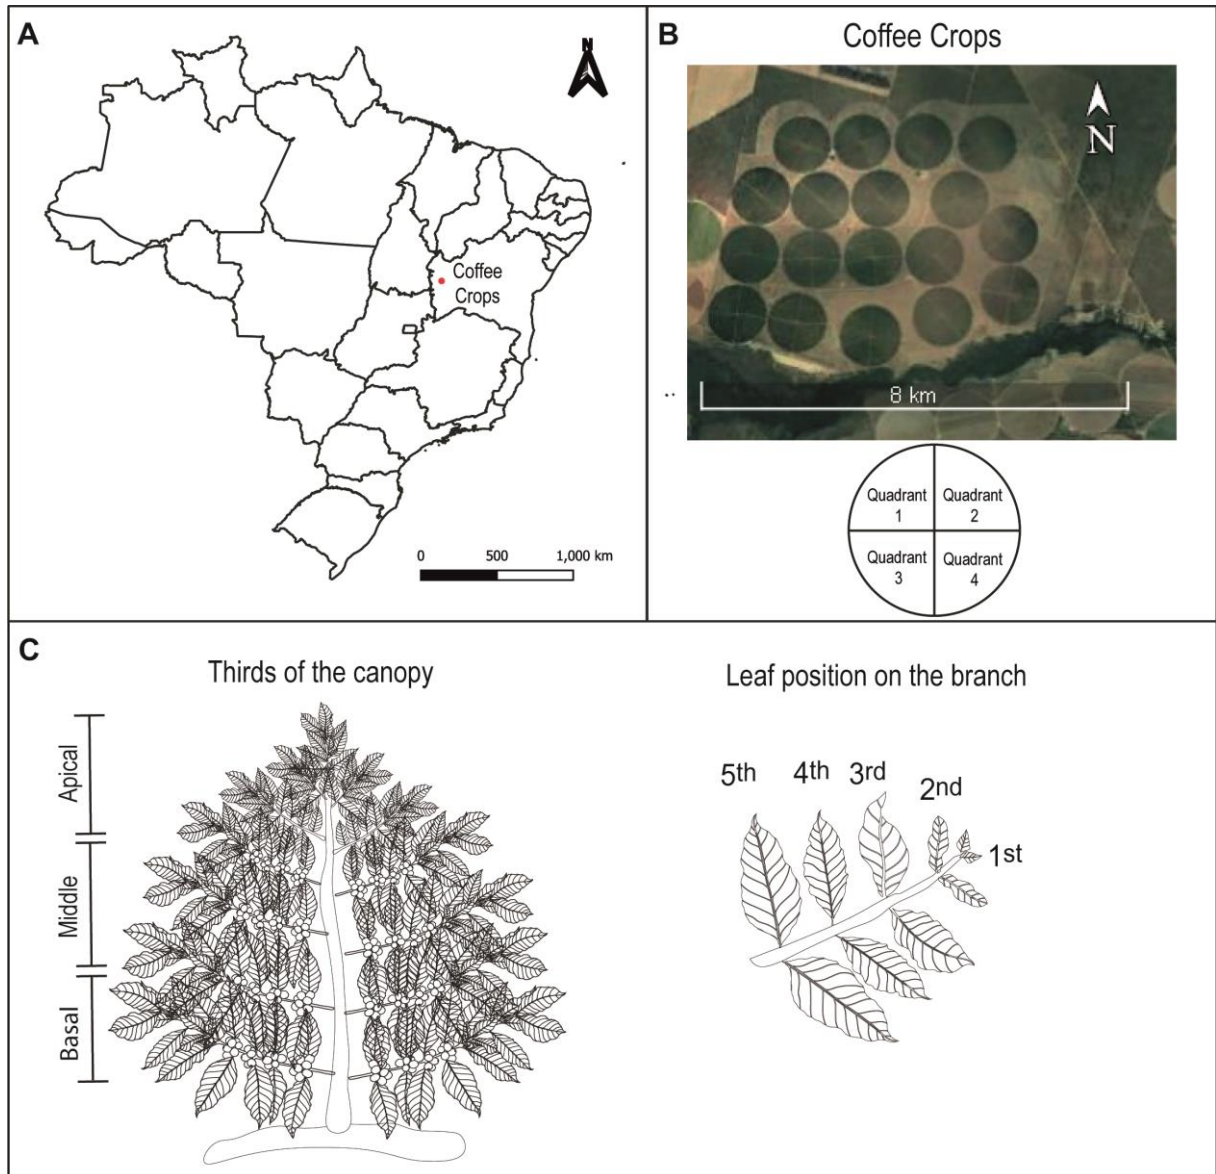 A
N
Coffee
Crops
0 500 1,000 km
B
Coffee Crops
N
8 km
Quadrant
1
Quadrant
2
Quadrant
3
Quadrant
4
C
Thirds of the canopy
Apical
Middle
Basal
Leaf position on the branch
5th 4th 3rd 2nd 1st